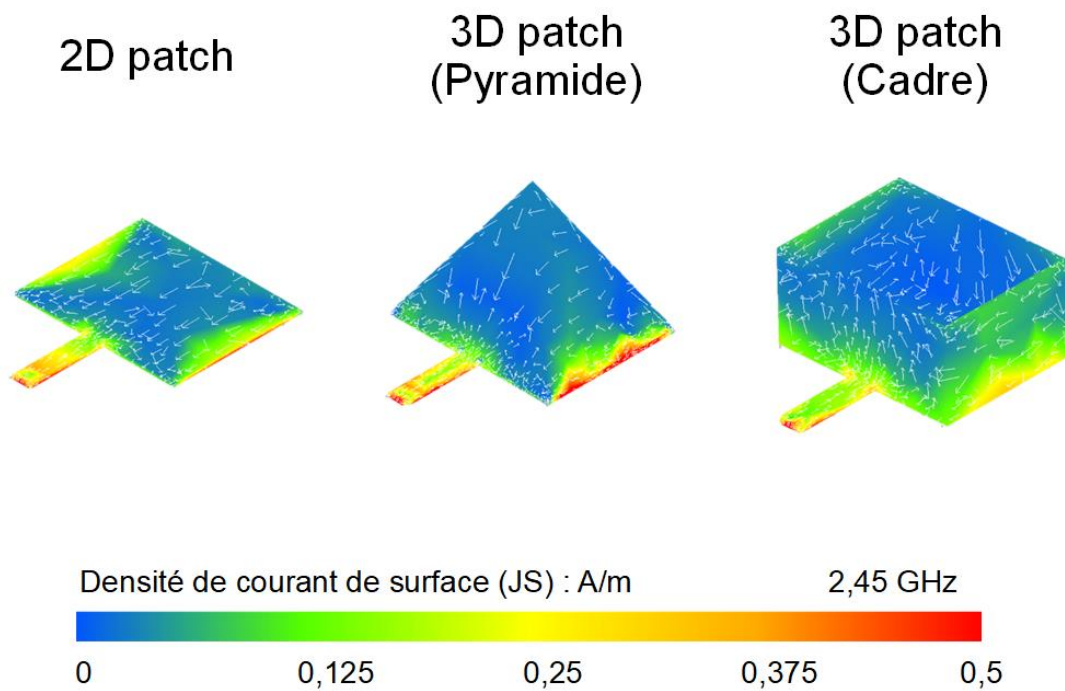 2D patch
3D patch
(Pyramide)
3D patch
(Cadre)
Densité de courant de surface (JS) : A/m
2,45 GHz
0
0,125
0,25
0,375
0,5